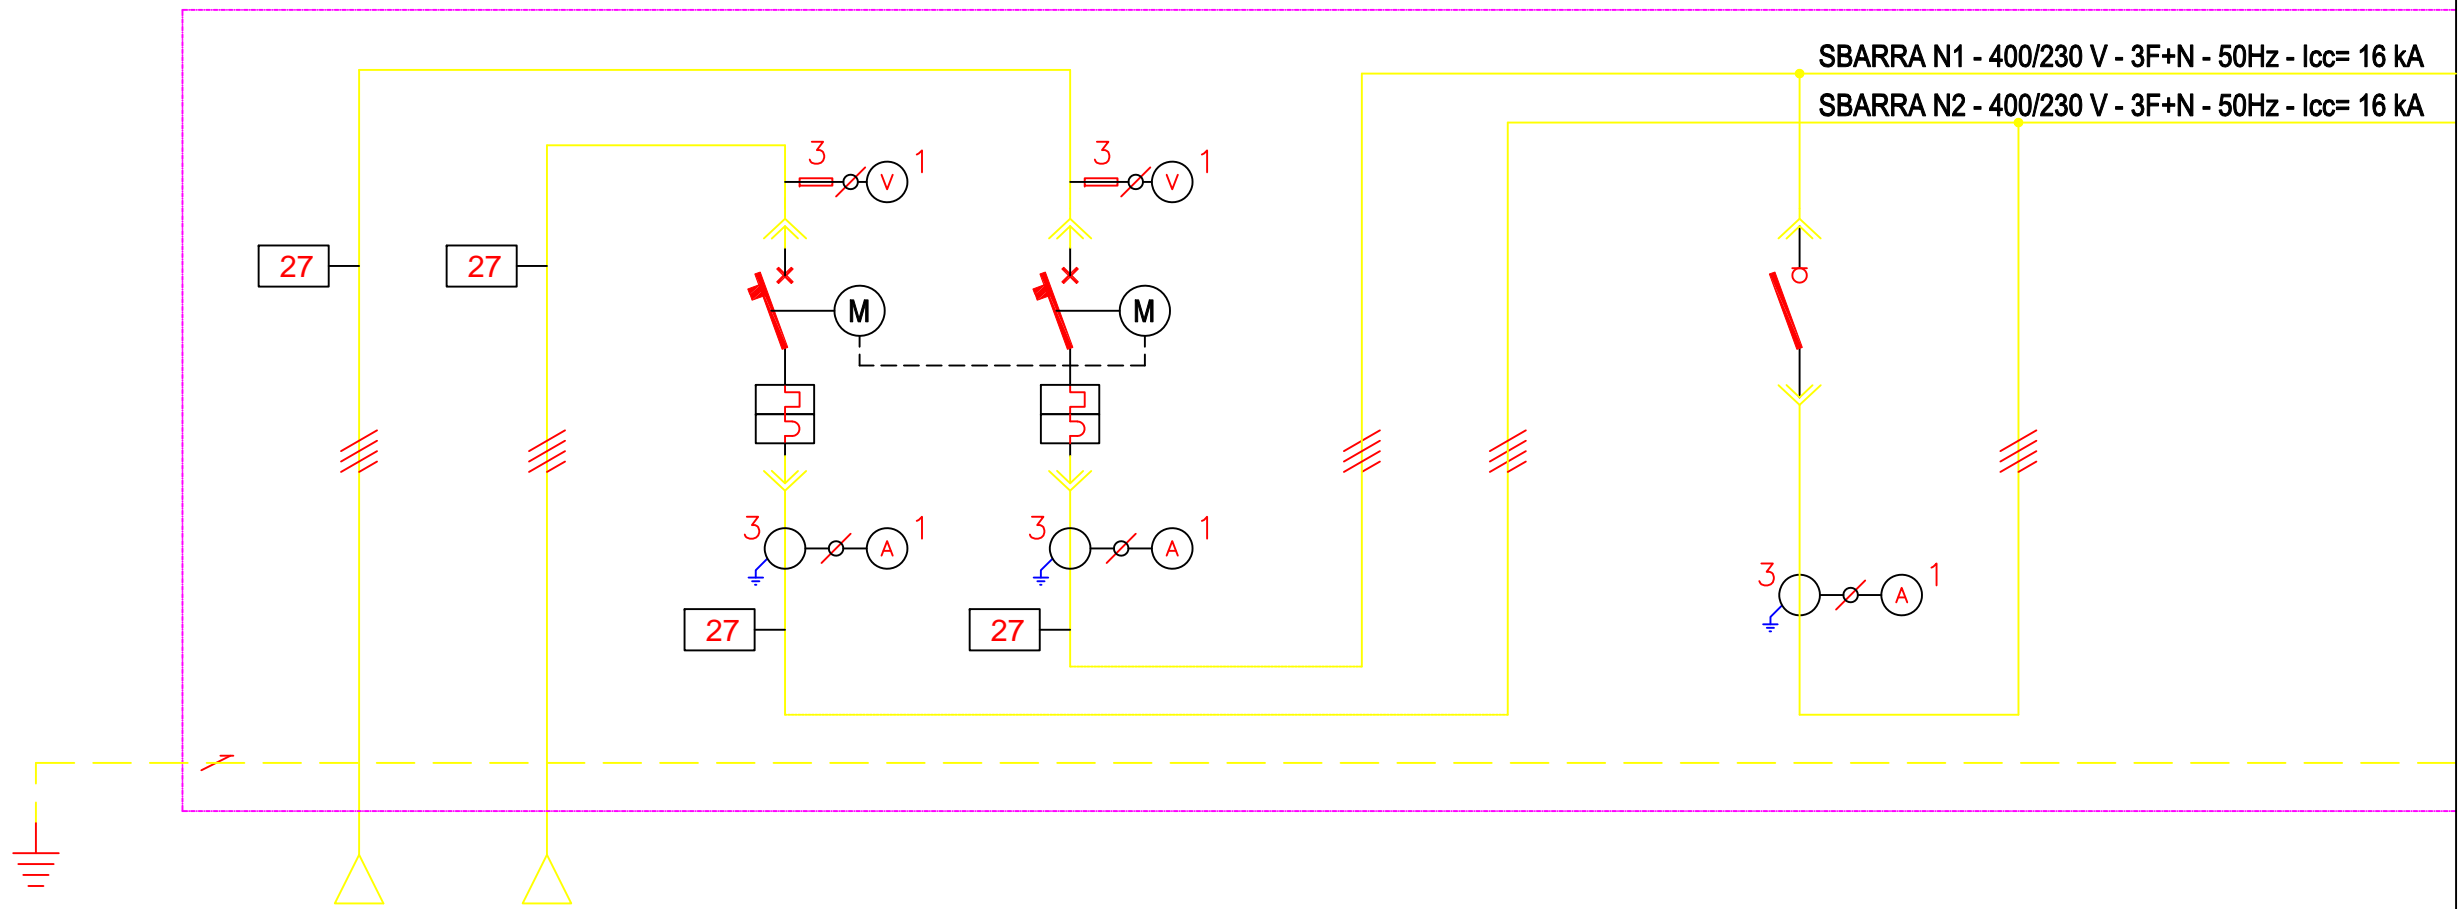 SBARRA N1 - 400/230 V - 3F+N - 50Hz - Icc= 16 kA
SBARRA N2 - 400/230 V - 3F+N - 50Hz - Icc= 16 kA
3 V 1
3 V 1
27
27
M
M
3 A 1
3 A 1
3 A 1
27
27